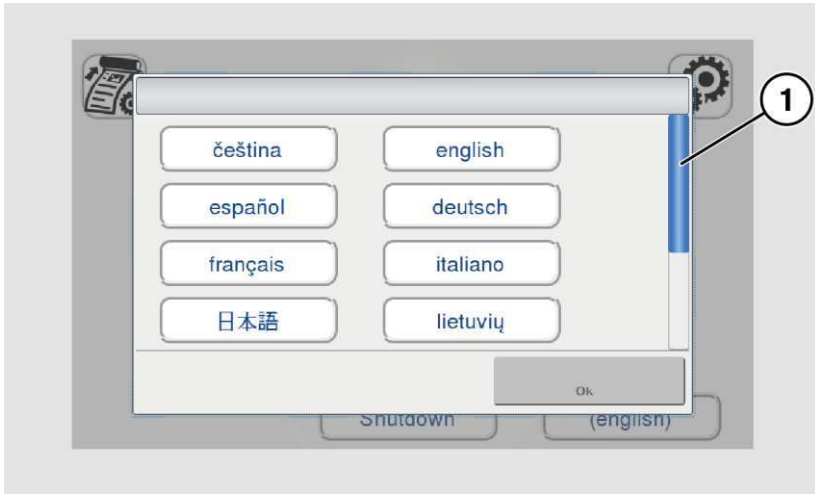 1
čeština english
español deutsch
français italiano
日本語 lietuvių
Ok
Shutdown (english)